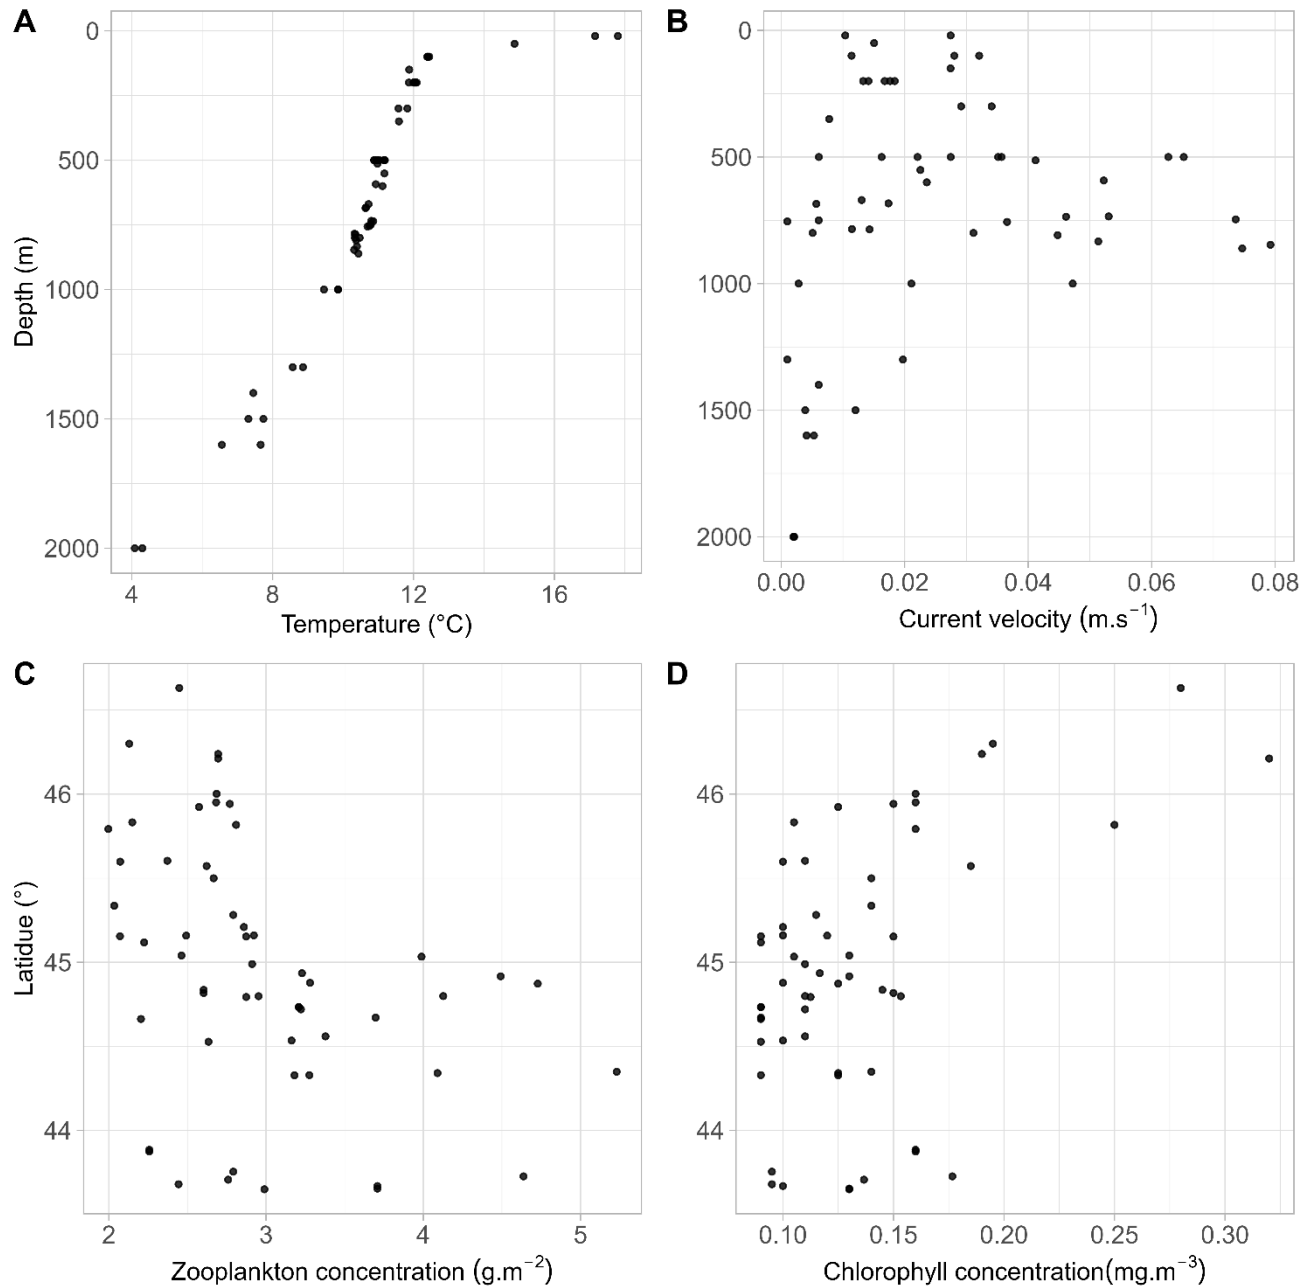 A
0
500
1000
1500
2000
Depth (m)
4 8 12 16
Temperature (°C)
B
0
500
1000
1500
2000
0.00 0.02 0.04 0.06 0.08
Current velocity (m.s⁻¹)
C
46
45
44
Latidue (°)
2 3 4 5
Zooplankton concentration (g.m⁻²)
D
46
45
44
0.10 0.15 0.20 0.25 0.30
Chlorophyll concentration(mg.m⁻³)